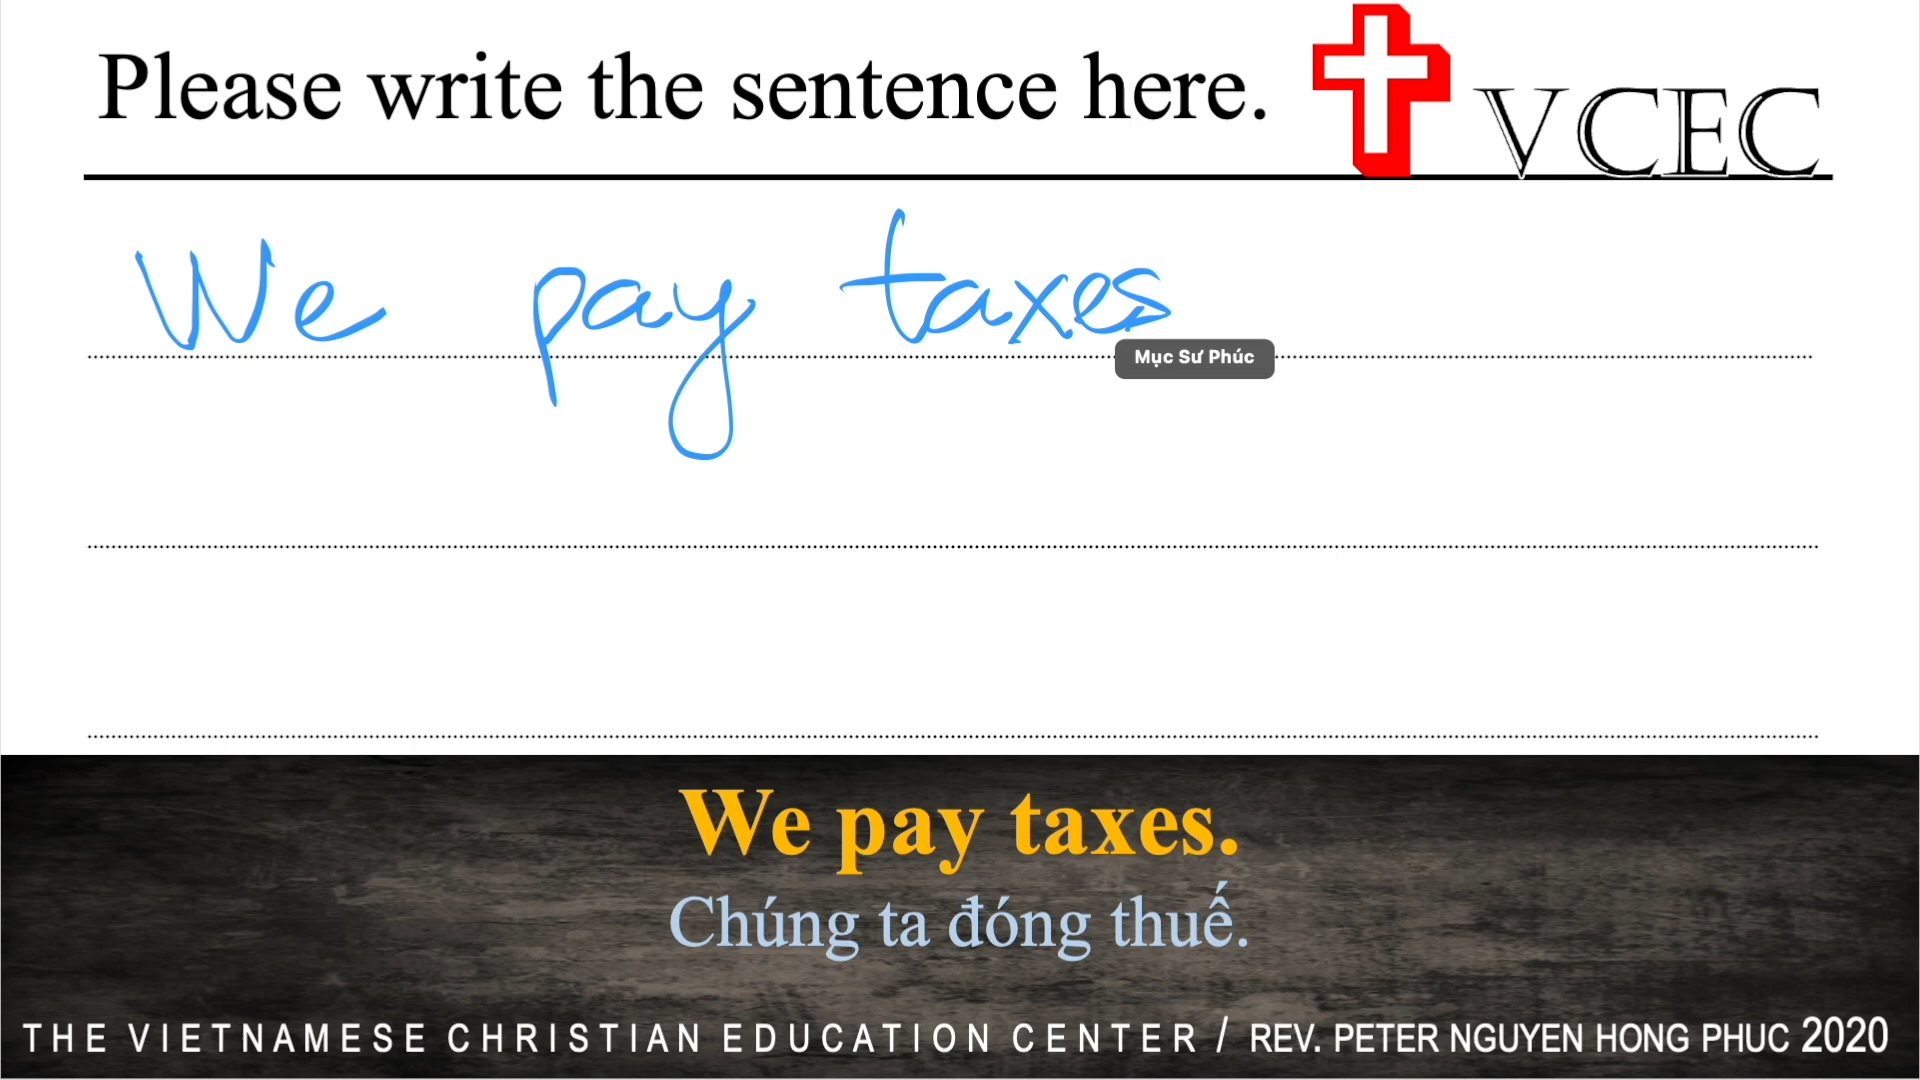 Please write the sentence here.
VCEC
We pay taxes
Mục Sư Phúc
We pay taxes.
Chúng ta đóng thuế.
THE VIETNAMESE CHRISTIAN EDUCATION CENTER / REV. PETER NGUYEN HONG PHUC 2020